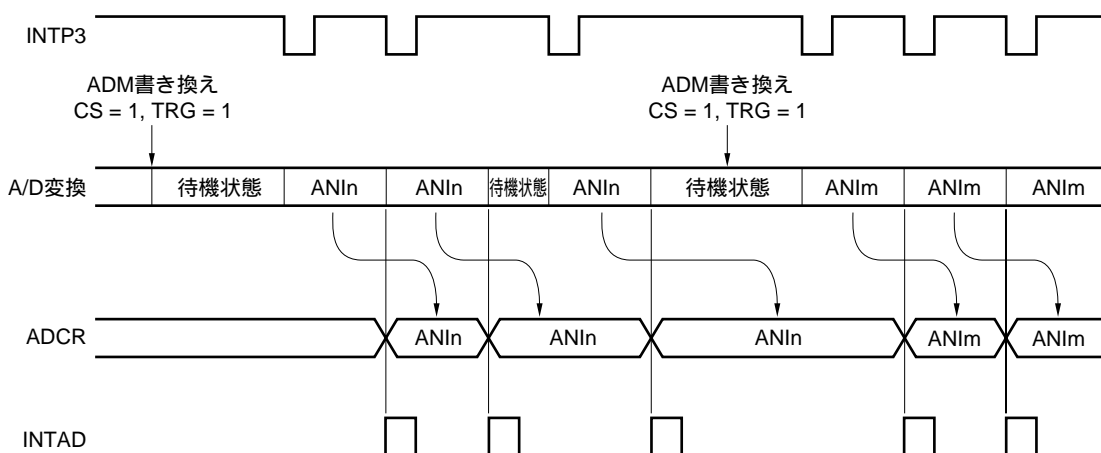 INTP3
ADM書き換え
CS = 1, TRG = 1
ADM書き換え
CS = 1, TRG = 1
A/D変換 待機状態 ANIn ANIn 待機状態 ANIn 待機状態 ANIm ANIm ANIm
ADCR ANIn ANIn ANIn ANIm ANIm
INTAD